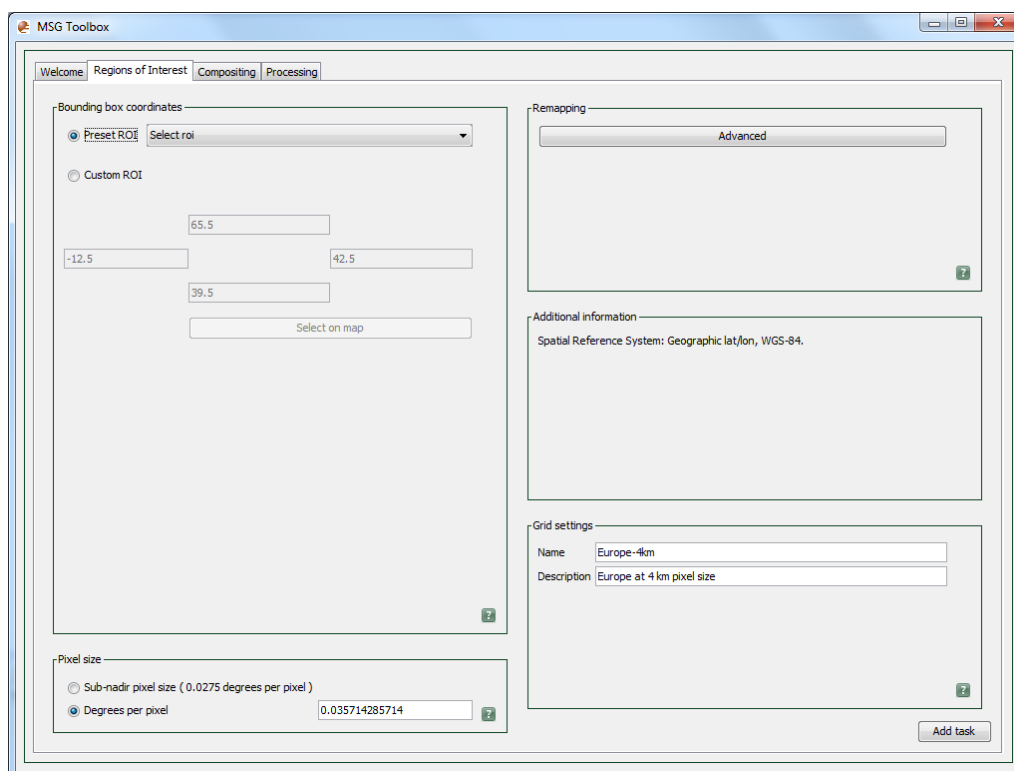 MSG Toolbox
Welcome Regions of Interest Compositing Processing
Bounding box coordinates
Preset ROI Select roi
Custom ROI
65.5
-12.5 42.5
39.5
Select on map
Pixel size
Sub-nadir pixel size ( 0.0275 degrees per pixel )
Degrees per pixel 0.035714285714 ?
?
Remapping
Advanced
?
Additional information
Spatial Reference System: Geographic lat/lon, WGS-84.
Grid settings
Name Europe-4km
Description Europe at 4 km pixel size
?
Add task